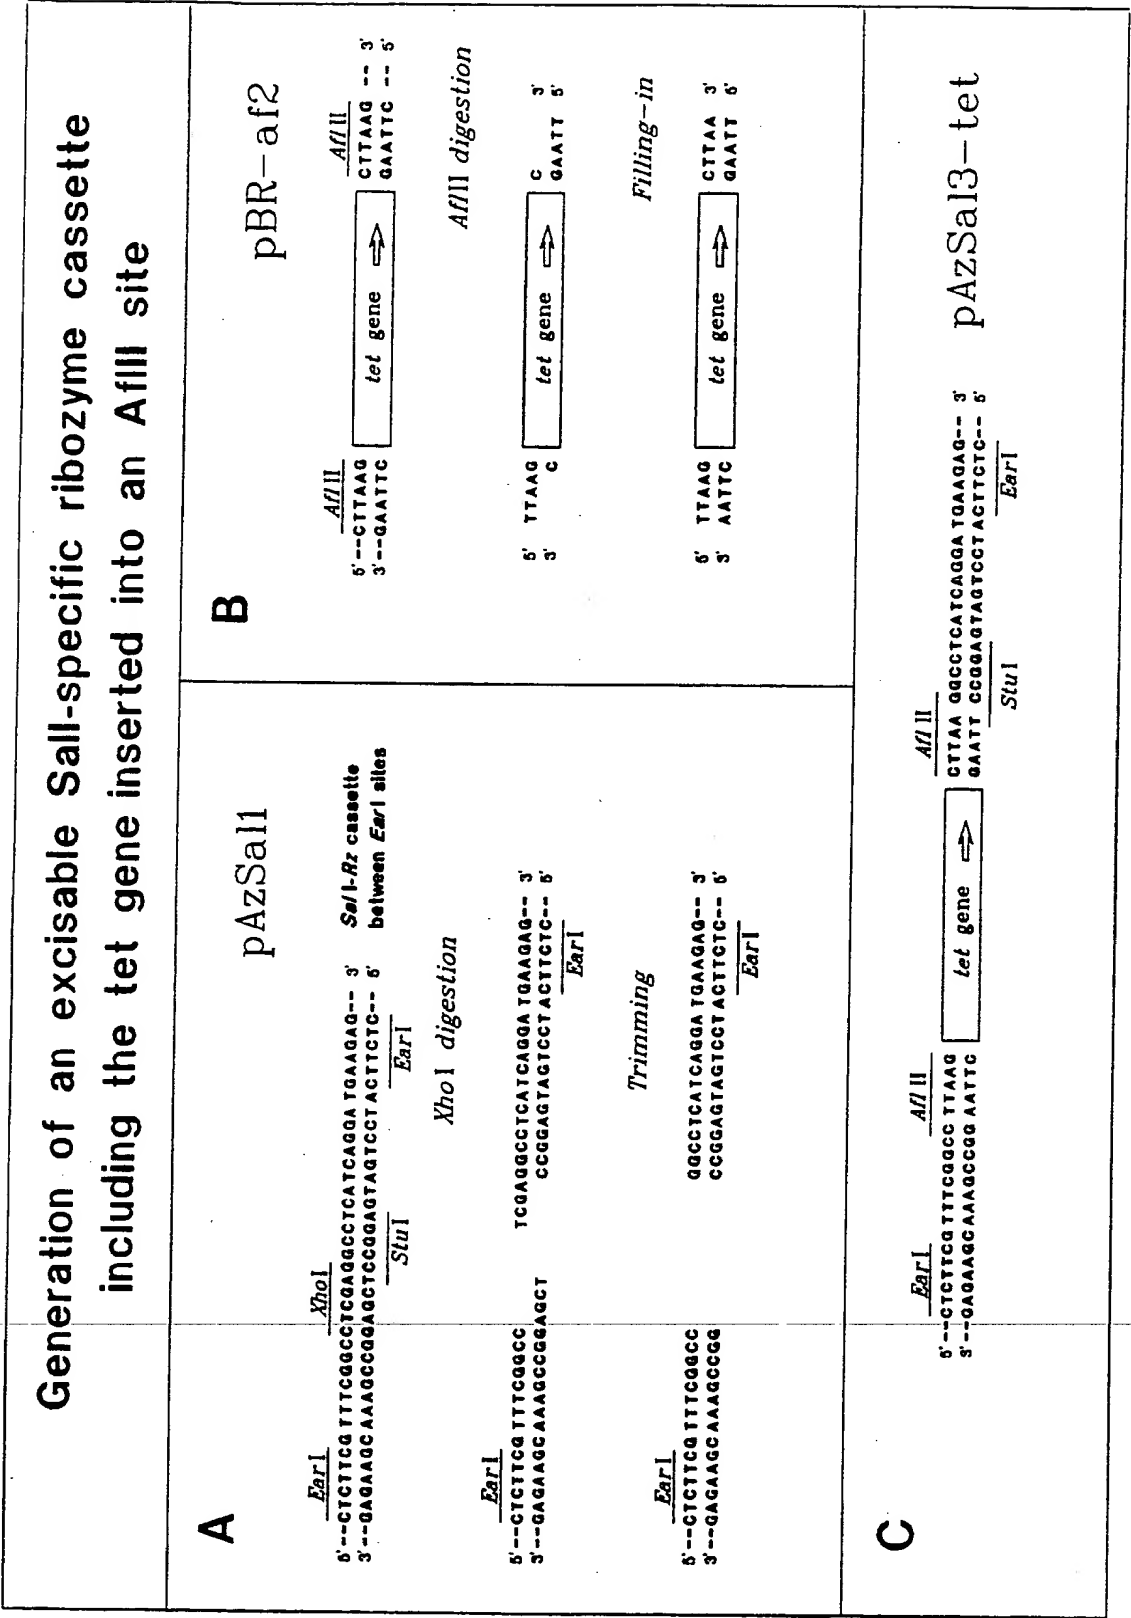 Generation of an excisable SalI-specific ribozyme cassette
including the tet gene inserted into an AflII site
A
pAzSal1
EarI XhoI
5'--CTCTTCGTTTCGGCCTCGAGGCCTCATCAGGATGAAGAG-- 3' SalI-Rz cassette
3'--GAGAAGCAAAGCCGGAGCTCCGGAGTAGTCCTACTTCTC-- 5' between EarI sites
StuI EarI
XhoI digestion
EarI
5'--CTCTTCGTTTCGGCC TCGAGGCCTCATCAGGATGAAGAG-- 3'
3'--GAGAAGCAAAGCCGGAGCT CCGGAGTAGTCCTACTTCTC-- 5'
EarI
Trimming
EarI
5'--CTCTTCGTTTCGGCC GGCCTCATCAGGATGAAGAG-- 3'
3'--GAGAAGCAAAGCCGG CCGGAGTAGTCCTACTTCTC-- 5'
EarI
B
pBR-af2
AflII AflII
5'--CTTAAG tet gene ⇒ CTTAAG -- 3'
3'--GAATTC GAATTC -- 5'
AflII digestion
5' TTAAG tet gene ⇒ C 3'
3' C GAATT 5'
Filling-in
5' TTAAG tet gene ⇒ CTTAA 3'
3' AATTC GAATT 5'
C
pAzSal3-tet
EarI AflII AflII
5'---CTCTTCGTTTCGGCC TTAAG tet gene ⇒ CTTAA GGCCTCATCAGGATGAAGAG-- 3'
3'---GAGAAGCAAAGCCGG AATTC GAATT CCGGAGTAGTCCTACTTCTC-- 5'
StuI EarI